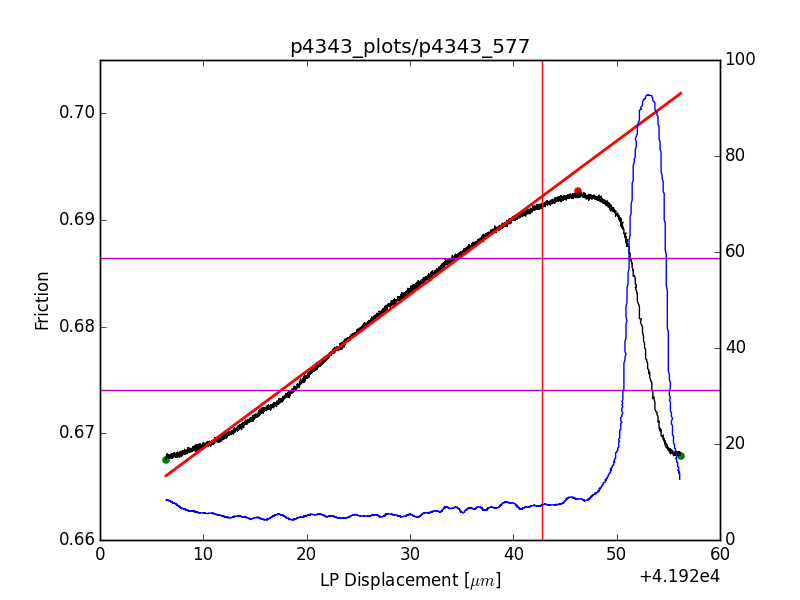 p4343_plots/p4343_577
100
0.70
80
0.69
60
Friction
0.68
40
0.67
20
0.66
0
0 10 20 30 40 50 60
LP Displacement [μm]
+4.192e4